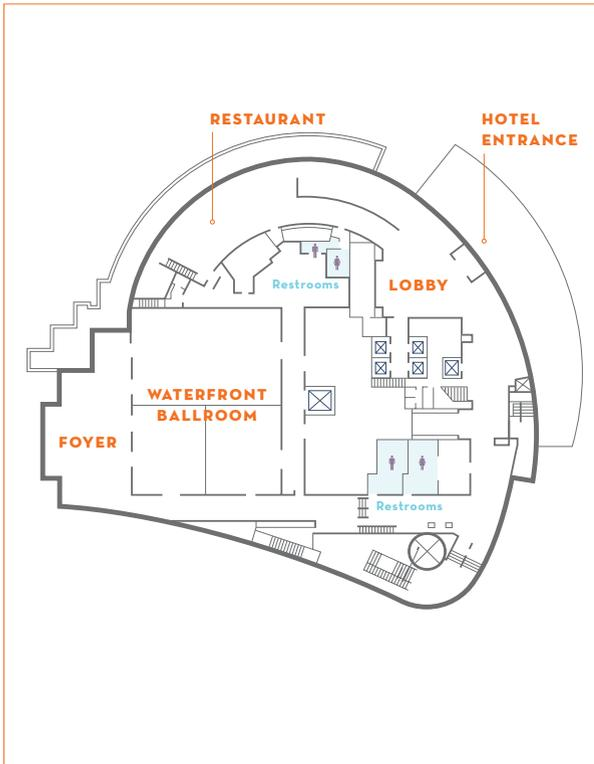 RESTAURANT
HOTEL
ENTRANCE
Restrooms
LOBBY
WATERFRONT
BALLROOM
FOYER
Restrooms